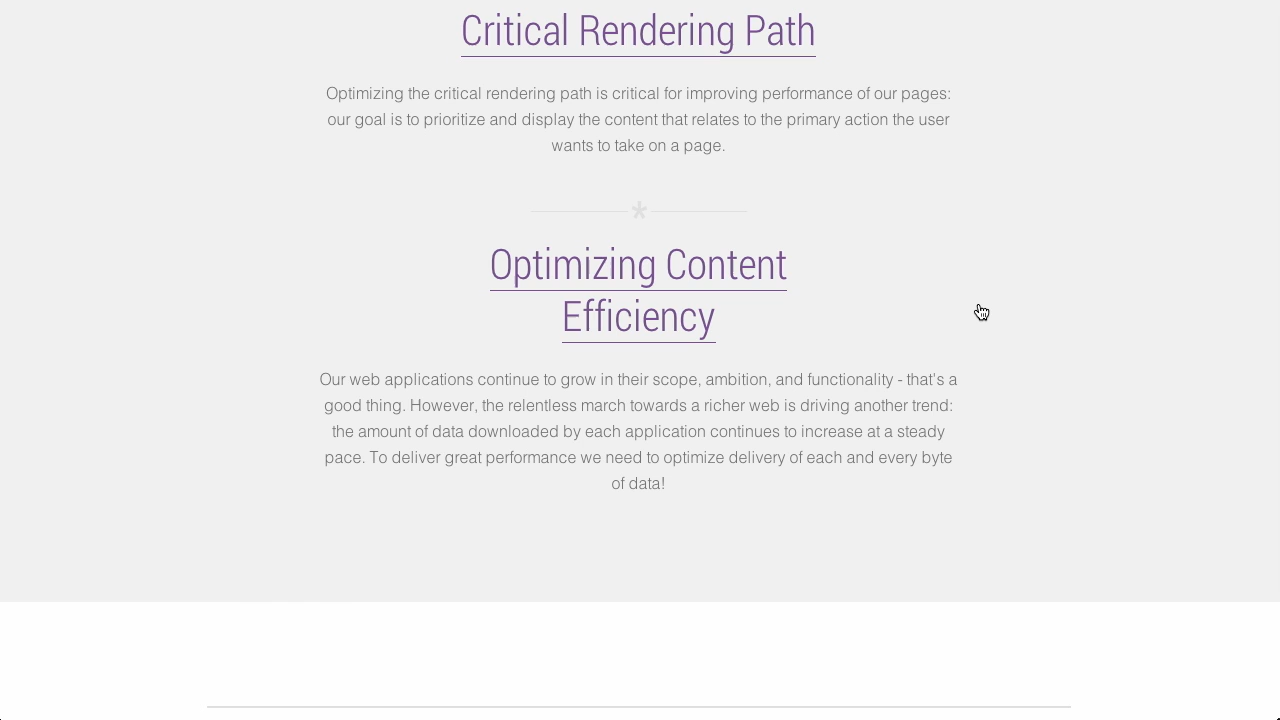 Critical Rendering Path
Optimizing the critical rendering path is critical for improving performance of our pages:
our goal is to prioritize and display the content that relates to the primary action the user
wants to take on a page.
*
Optimizing Content
Efficiency
Our web applications continue to grow in their scope, ambition, and functionality - that's a
good thing. However, the relentless march towards a richer web is driving another trend:
the amount of data downloaded by each application continues to increase at a steady
pace. To deliver great performance we need to optimize delivery of each and every byte
of data!